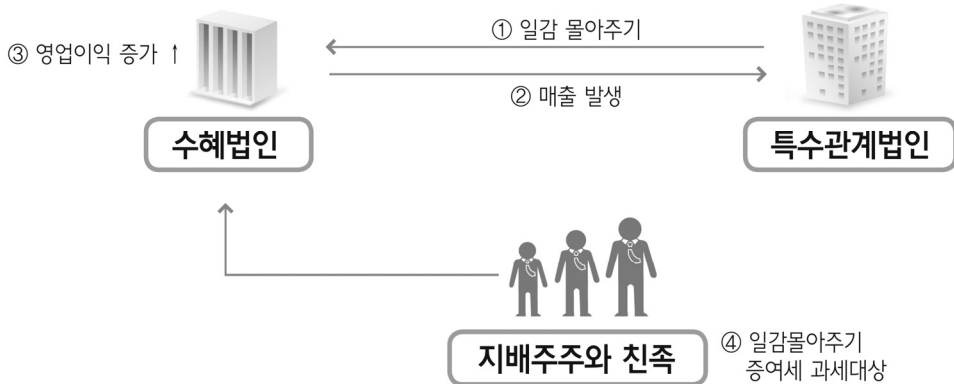 ① 일감 몰아주기
③ 영업이익 증가 ↑
② 매출 발생
수혜법인
특수관계법인
지배주주와 친족
④ 일감몰아주기
증여세 과세대상